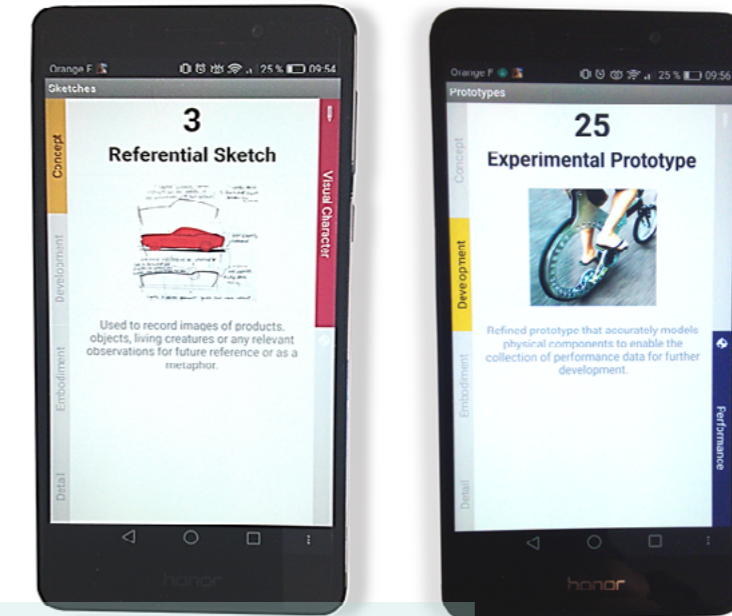 Orange F
25 % 09:54
Sketches
3
Referential Sketch
Concept
Development
Embodiment
Detail
Visual Character
Used to record images of products,
objects, living creatures or any relevant
observations for future reference or as a
metaphor.
honor
Orange F
25 % 09:56
Prototypes
25
Experimental Prototype
Concept
Development
Embodiment
Detail
Performance
Refined prototype that accurately models
physical components to enable the
collection of performance data for further
development.
honor